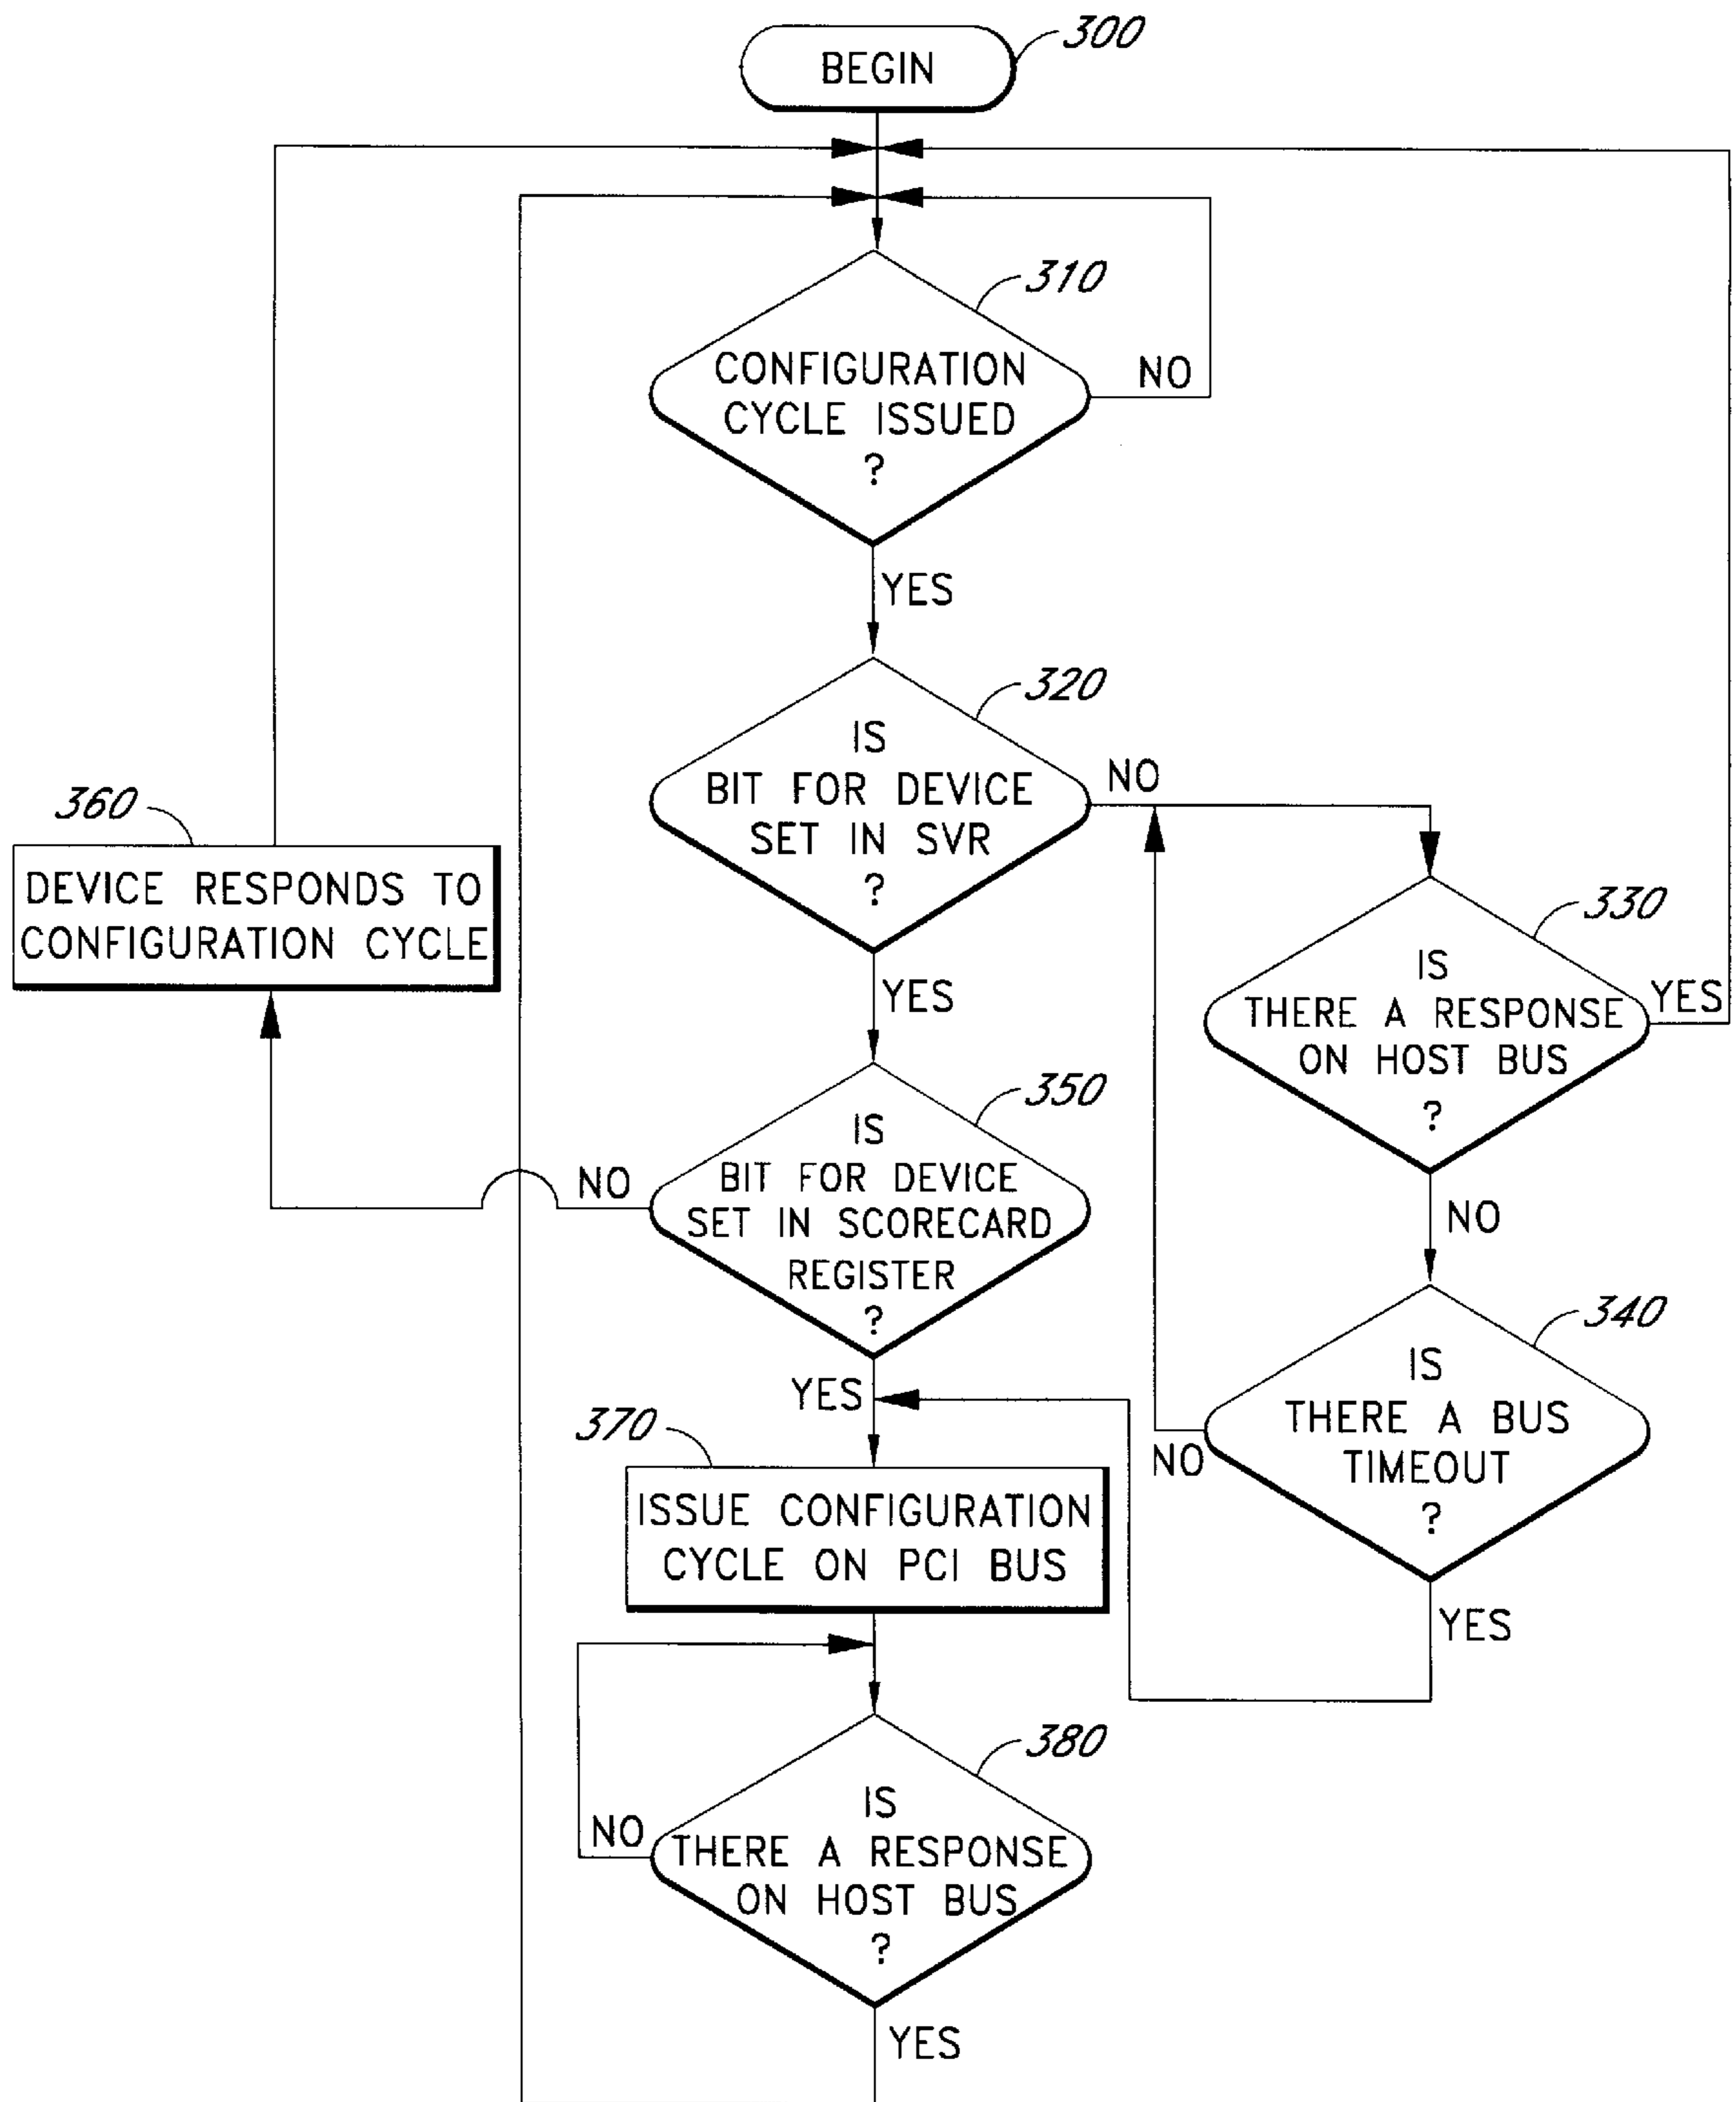 BEGIN
300
310
CONFIGURATION
CYCLE ISSUED
?
NO
YES
320
IS
BIT FOR DEVICE
SET IN SVR
?
NO
YES
330
IS
THERE A RESPONSE
ON HOST BUS
?
YES
NO
340
IS
THERE A BUS
TIMEOUT
?
NO
YES
350
IS
BIT FOR DEVICE
SET IN SCORECARD
REGISTER
?
NO
YES
360
DEVICE RESPONDS TO
CONFIGURATION CYCLE
370
ISSUE CONFIGURATION
CYCLE ON PCI BUS
380
IS
THERE A RESPONSE
ON HOST BUS
?
NO
YES